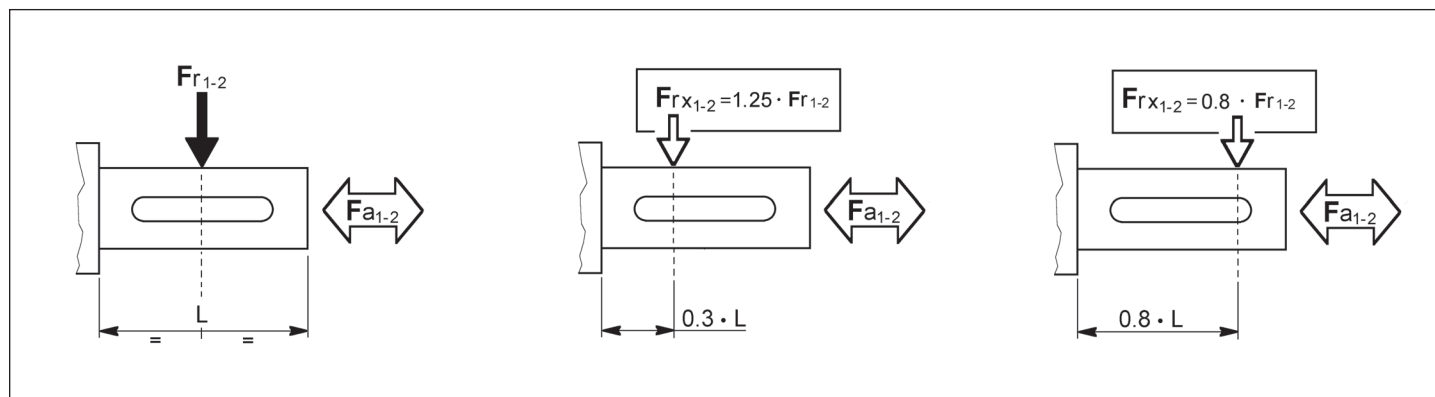 Fr1-2
Fa1-2
L
= =
Frx1-2=1.25 · Fr1-2
Fa1-2
0.3 · L
Frx1-2=0.8 · Fr1-2
Fa1-2
0.8 · L